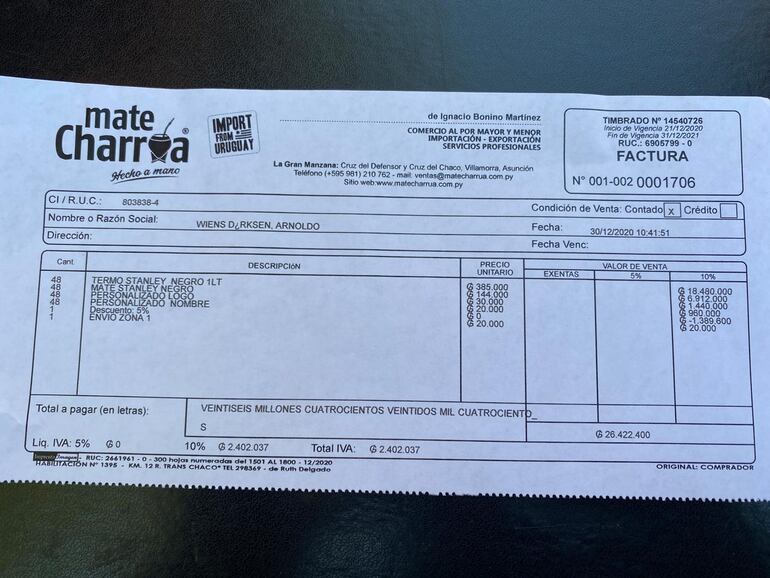 mate
Charrúa®
Hecho a mano
IMPORT
FROM
URUGUAY
de Ignacio Bonino Martínez
COMERCIO AL POR MAYOR Y MENOR
IMPORTACIÓN - EXPORTACIÓN
SERVICIOS PROFESIONALES
La Gran Manzana: Cruz del Defensor y Cruz del Chaco, Villamorra, Asunción
Teléfono (+595 981) 210 762 - mail: ventas@matecharrua.com.py
Sitio web:www.matecharrua.com.py
TIMBRADO N° 14540726
Inicio de Vigencia 21/12/2020
Fin de Vigencia 31/12/2021
RUC.: 6905799 - 0
FACTURA
N° 001-002 0001706
CI / R.U.C.: 803838-4
Condición de Venta: Contado X Crédito
Nombre o Razón Social: WIENS D¿RKSEN, ARNOLDO
Fecha: 30/12/2020 10:41:51
Dirección:
Fecha Venc:
Cant. DESCRIPCIÓN PRECIO UNITARIO VALOR DE VENTA
EXENTAS 5% 10%
48 TERMO STANLEY NEGRO 1LT ₲ 385.000 ₲ 18.480.000
48 MATE STANLEY NEGRO ₲ 144.000 ₲ 6.912.000
48 PERSONALIZADO LOGO ₲ 30.000 ₲ 1.440.000
48 PERSONALIZADO NOMBRE ₲ 20.000 ₲ 960.000
1 Descuento: 5% ₲ 0 ₲ -1.389.600
1 ENVIO ZONA 1 ₲ 20.000 ₲ 20.000
Total a pagar (en letras): VEINTISEIS MILLONES CUATROCIENTOS VEINTIDOS MIL CUATROCIENTO_
S ₲ 26.422.400
Liq. IVA: 5% ₲ 0 10% ₲ 2.402.037 Total IVA: ₲ 2.402.037
Imprenta Imagen - RUC: 2661961 - 0 - 300 hojas numeradas del 1501 AL 1800 - 12/2020
HABILITACIÓN N° 1395 - KM. 12 R. TRANS CHACO* TEL 298369 - de Ruth Delgado
ORIGINAL: COMPRADOR